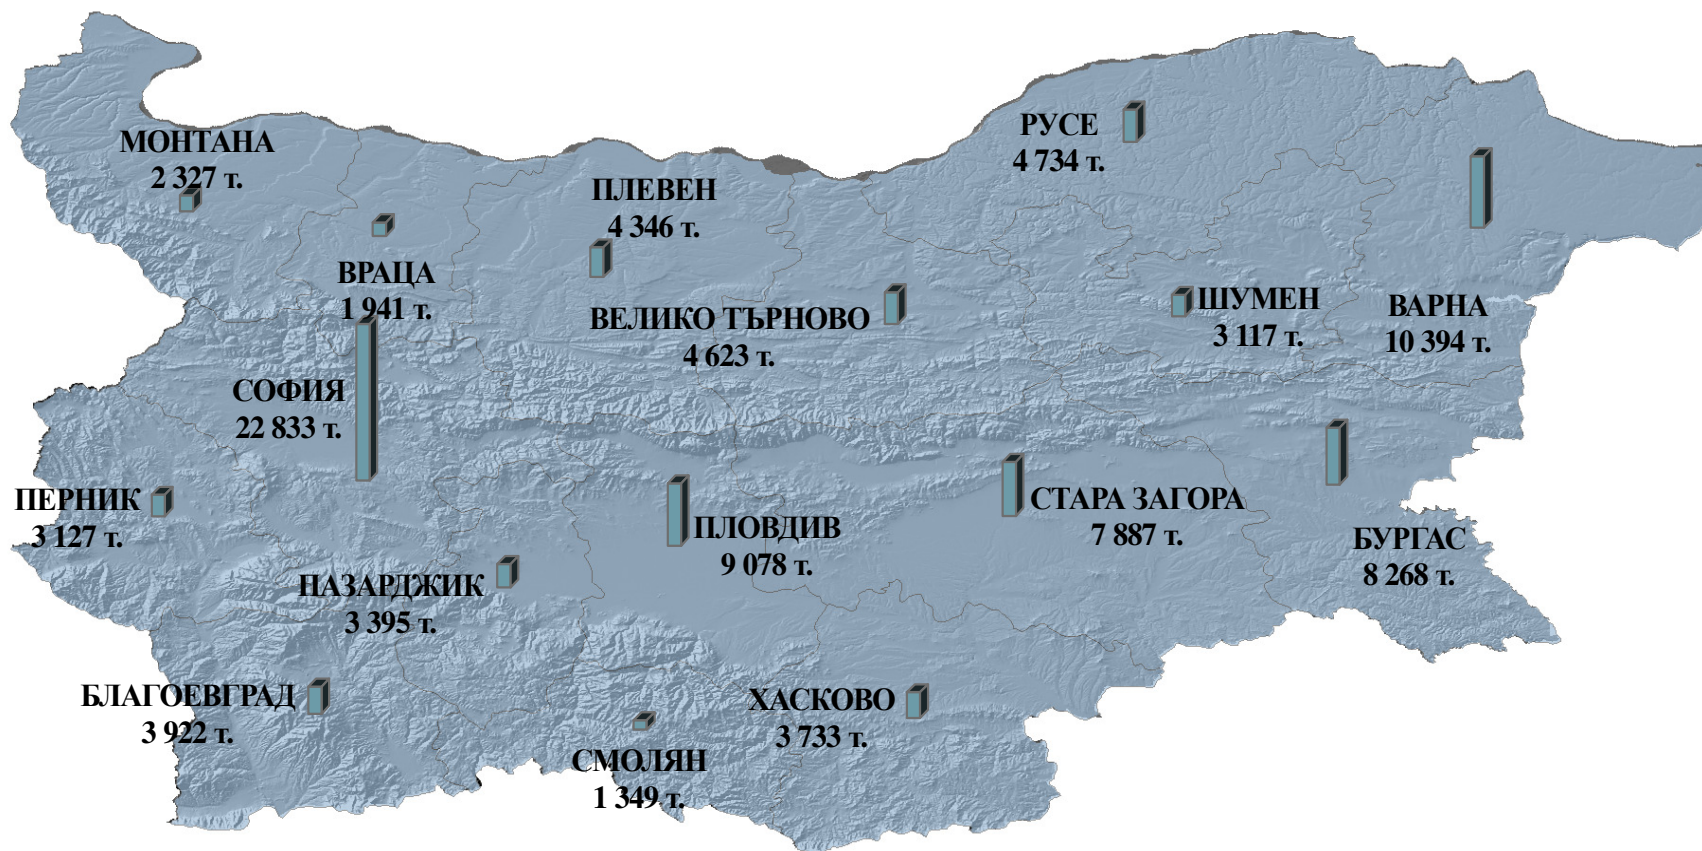 МОНТАНА
2 327 т.
РУСЕ
4 734 т.
ПЛЕВЕН
4 346 т.
ВРАЦА
1 941 т.
ВЕЛИКО ТЪРНОВО
4 623 т.
ШУМЕН
3 117 т.
ВАРНА
10 394 т.
СОФИЯ
22 833 т.
ПЕРНИК
3 127 т.
ПЛОВДИВ
9 078 т.
СТАРА ЗАГОРА
7 887 т.
БУРГАС
8 268 т.
ПАЗАРДЖИК
3 395 т.
БЛАГОЕВГРАД
3 922 т.
ХАСКОВО
3 733 т.
СМОЛЯН
1 349 т.